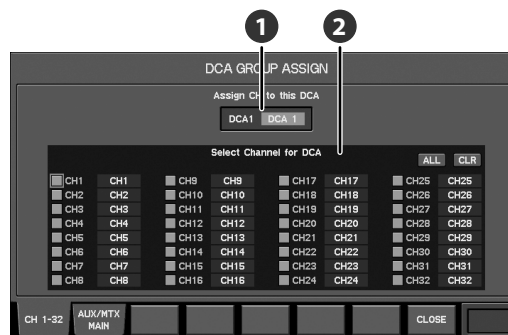 1 2
DCA GROUP ASSIGN
Assign CH to this DCA
DCA1 DCA 1
Select Channel for DCA
ALL CLR
CH1 CH1 CH9 CH9 CH17 CH17 CH25 CH25
CH2 CH2 CH10 CH10 CH18 CH18 CH26 CH26
CH3 CH3 CH11 CH11 CH19 CH19 CH27 CH27
CH4 CH4 CH12 CH12 CH20 CH20 CH28 CH28
CH5 CH5 CH13 CH13 CH21 CH21 CH29 CH29
CH6 CH6 CH14 CH14 CH22 CH22 CH30 CH30
CH7 CH7 CH15 CH15 CH23 CH23 CH31 CH31
CH8 CH8 CH16 CH16 CH24 CH24 CH32 CH32
CH 1-32 AUX/MTX CLOSE
MAIN